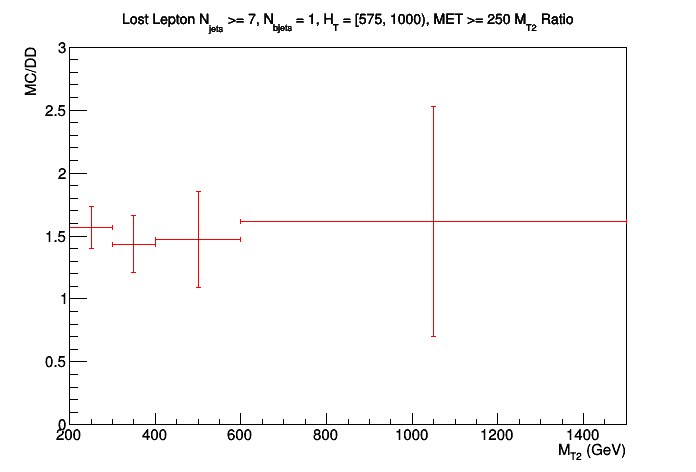 Lost Lepton N_jets >= 7, N_bjets = 1, H_T = [575, 1000), MET >= 250 M_T2 Ratio
MC/DD
3
2.5
2
1.5
1
0.5
0
200 400 600 800 1000 1200 1400
M_T2 (GeV)